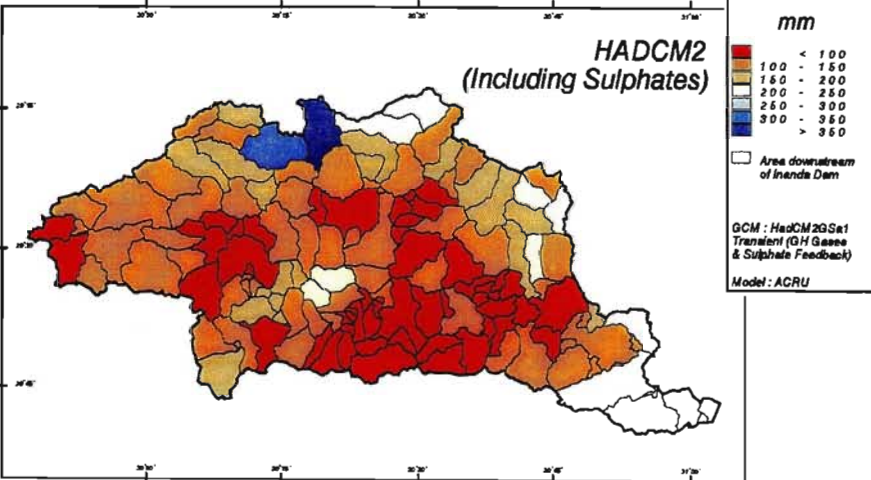 mm
HADCM2
(Including Sulphates)
< 100
100 - 150
150 - 200
200 - 250
250 - 300
300 - 350
> 350
Area downstream
of Inanda Dam
GCM : HadCM2GSa1
Transient (GH Gases
& Sulphate Feedback)
Model : ACRU